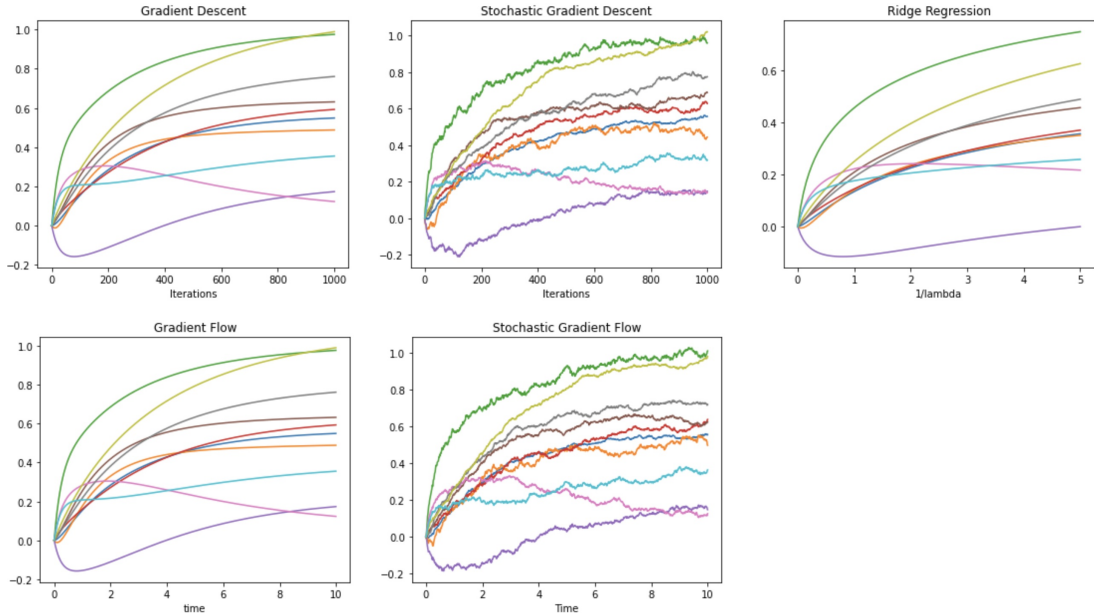 Gradient Descent
1.0
0.8
0.6
0.4
0.2
0.0
−0.2
0 200 400 600 800 1000
Iterations
Stochastic Gradient Descent
1.0
0.8
0.6
0.4
0.2
0.0
−0.2
0 200 400 600 800 1000
Iterations
Ridge Regression
0.6
0.4
0.2
0.0
0 1 2 3 4 5
1/lambda
Gradient Flow
1.0
0.8
0.6
0.4
0.2
0.0
−0.2
0 2 4 6 8 10
time
Stochastic Gradient Flow
1.0
0.8
0.6
0.4
0.2
0.0
−0.2
0 2 4 6 8 10
Time